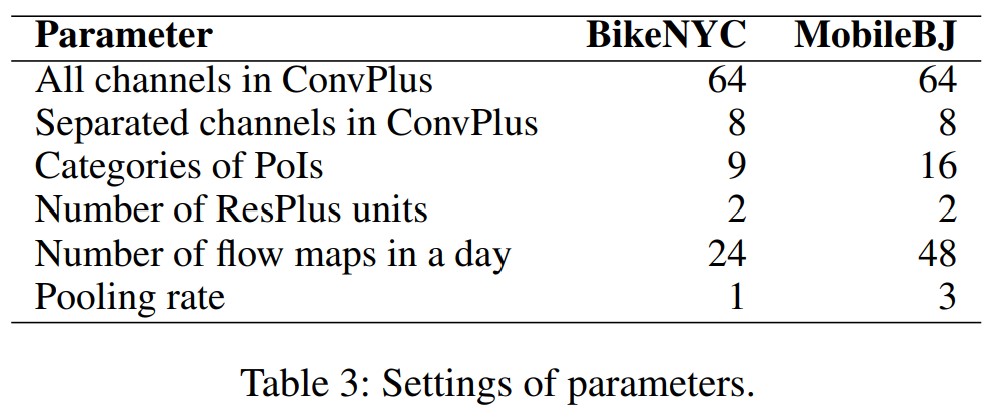 Parameter BikeNYC MobileBJ
All channels in ConvPlus 64 64
Separated channels in ConvPlus 8 8
Categories of PoIs 9 16
Number of ResPlus units 2 2
Number of flow maps in a day 24 48
Pooling rate 1 3
Table 3: Settings of parameters.